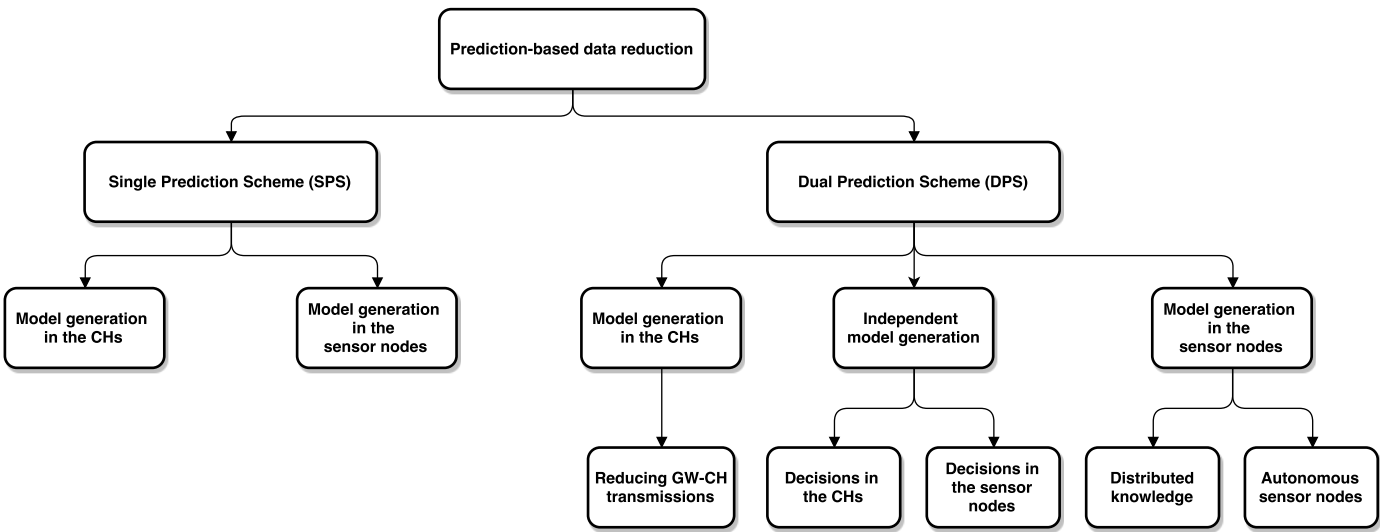 Prediction-based data reduction
Single Prediction Scheme (SPS)
Dual Prediction Scheme (DPS)
Model generation
in the CHs
Model generation
in the
sensor nodes
Model generation
in the CHs
Independent
model generation
Model generation
in the
sensor nodes
Reducing GW-CH
transmissions
Decisions in
the CHs
Decisions in
the sensor
nodes
Distributed
knowledge
Autonomous
sensor nodes